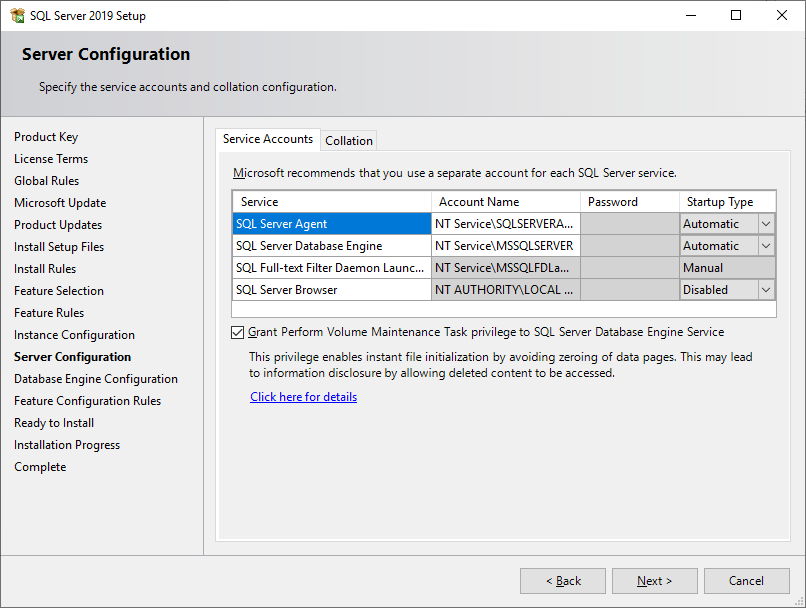 SQL Server 2019 Setup
Server Configuration
Specify the service accounts and collation configuration.
Product Key
License Terms
Global Rules
Microsoft Update
Product Updates
Install Setup Files
Install Rules
Feature Selection
Feature Rules
Instance Configuration
Server Configuration
Database Engine Configuration
Feature Configuration Rules
Ready to Install
Installation Progress
Complete
Service Accounts Collation
Microsoft recommends that you use a separate account for each SQL Server service.
Service Account Name Password Startup Type
SQL Server Agent NT Service\SQLSERVERA... Automatic
SQL Server Database Engine NT Service\MSSQLSERVER Automatic
SQL Full-text Filter Daemon Launc... NT Service\MSSQLFDLa... Manual
SQL Server Browser NT AUTHORITY\LOCAL ... Disabled
Grant Perform Volume Maintenance Task privilege to SQL Server Database Engine Service
This privilege enables instant file initialization by avoiding zeroing of data pages. This may lead
to information disclosure by allowing deleted content to be accessed.
Click here for details
< Back Next > Cancel